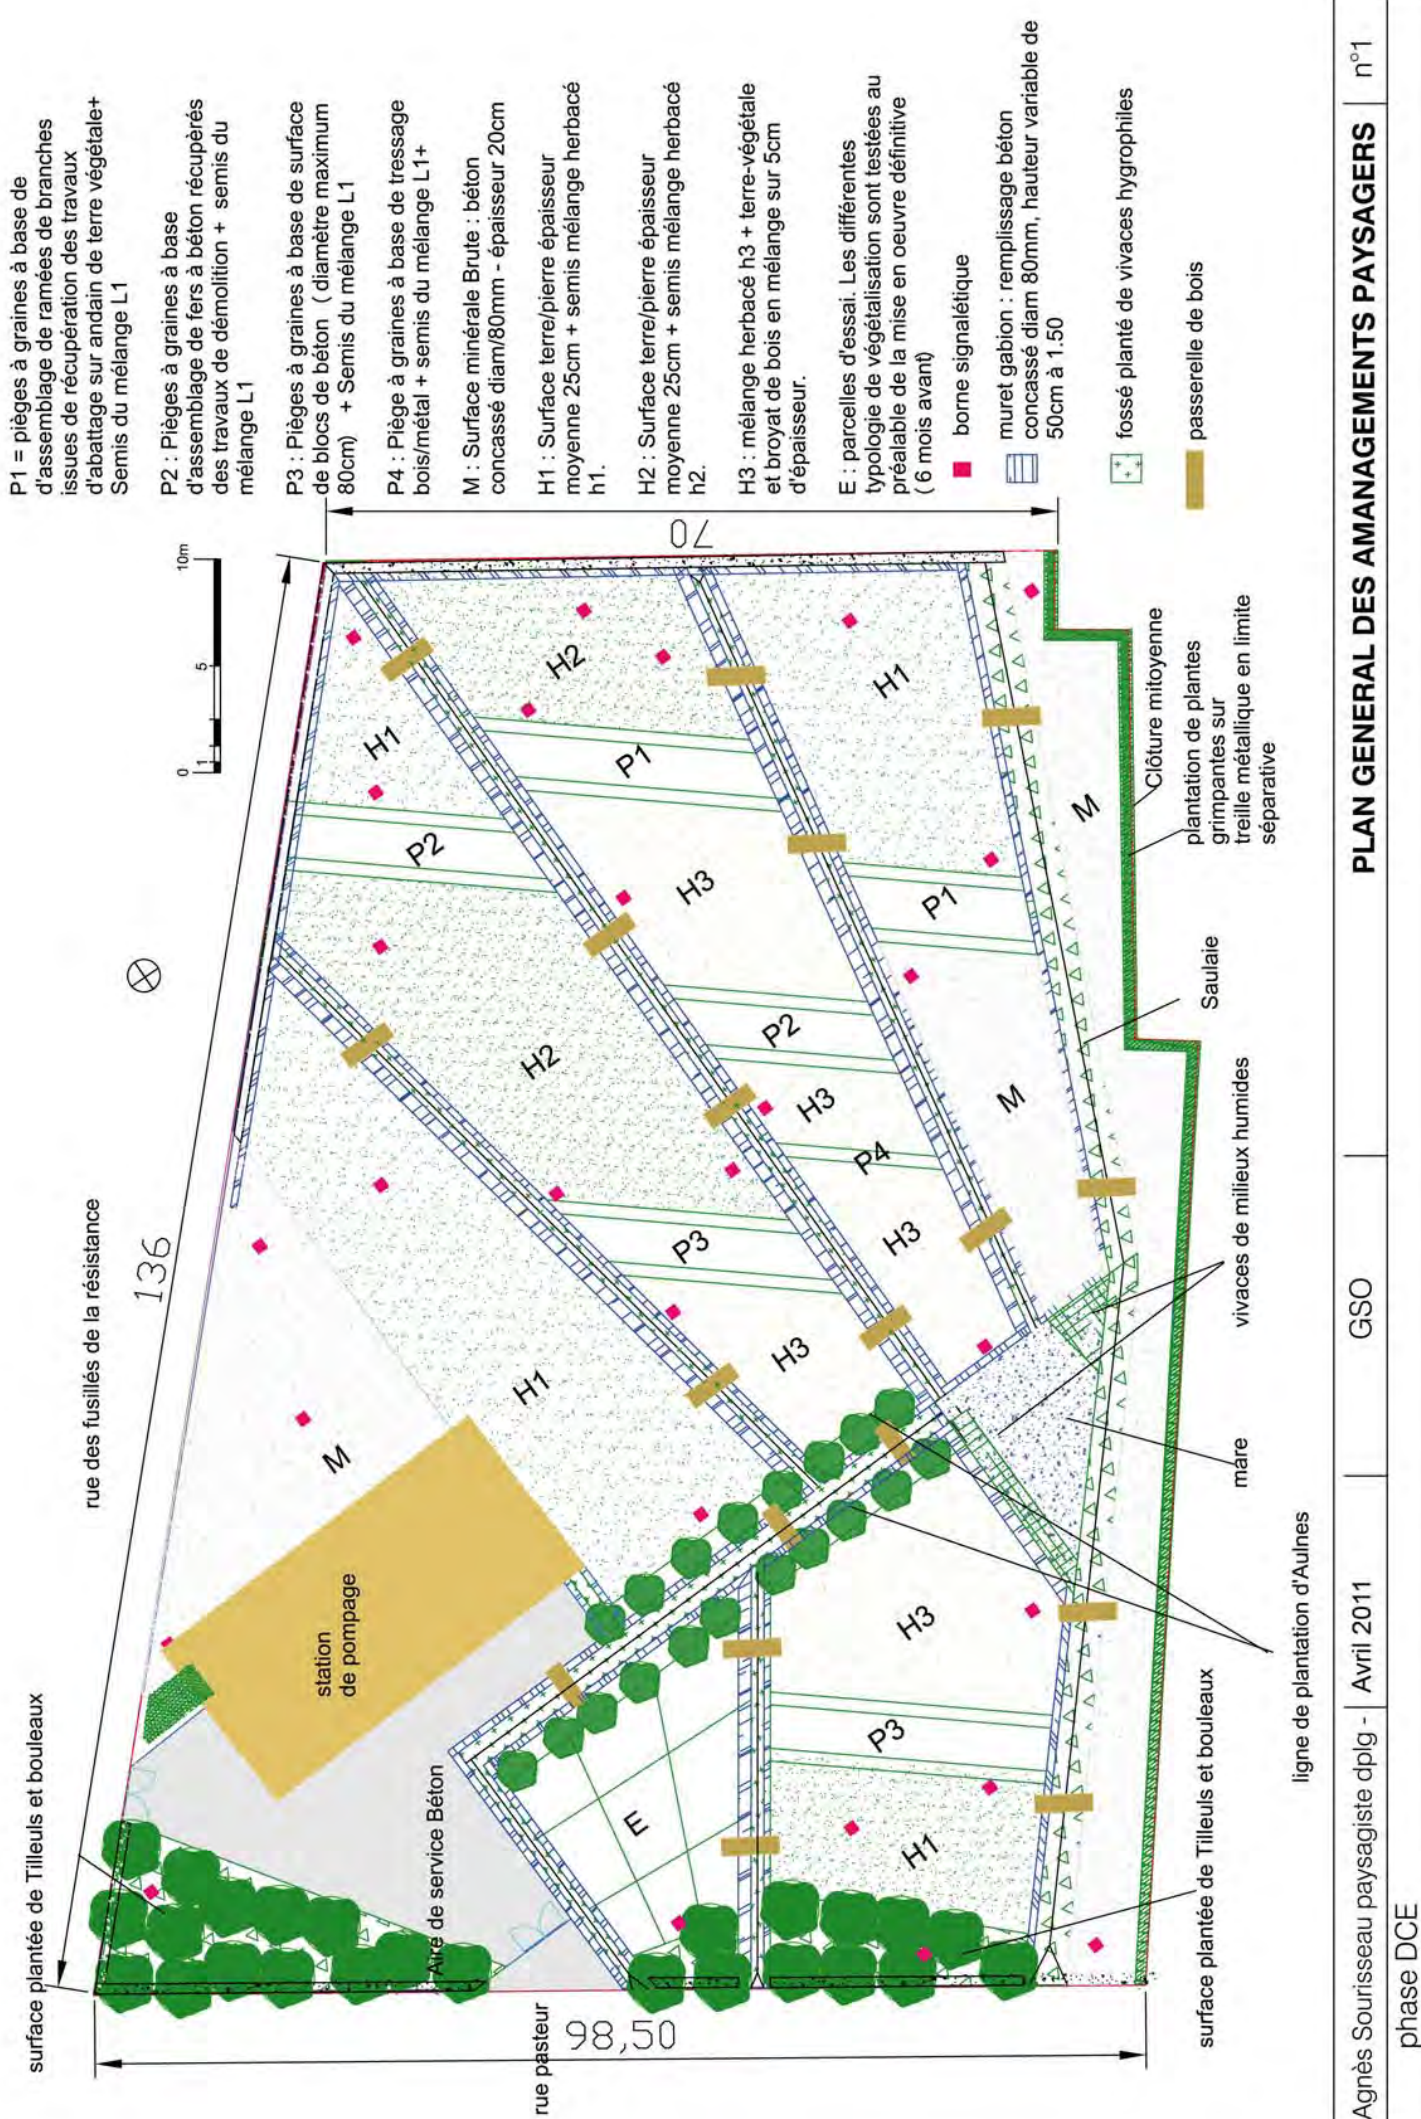 P1 = pièges à graines à base de
d'assemblage de ramées de branches
issues de récupération des travaux
d'abattage sur andain de terre végétale+
Semis du mélange L1
P2 : Pièges à graines à base
d'assemblage de fers à béton récupèrés
des travaux de démolition + semis du
mélange L1
P3 : Pièges à graines à base de surface
de blocs de béton ( diamètre maximum
80cm) + Semis du mélange L1
P4 : Piège à graines à base de tressage
bois/métal + semis du mélange L1+
M : Surface minérale Brute : béton
concassé diam/80mm - épaisseur 20cm
H1 : Surface terre/pierre épaisseur
moyenne 25cm + semis mélange herbacé
h1.
H2 : Surface terre/pierre épaisseur
moyenne 25cm + semis mélange herbacé
h2.
H3 : mélange herbacé h3 + terre-végétale
et broyat de bois en mélange sur 5cm
d'épaisseur.
E : parcelles d'essai. Les différentes
typologie de végétalisation sont testées au
préalable de la mise en oeuvre définitive
( 6 mois avant)
borne signalétique
muret gabion : remplissage béton
concassé diam 80mm, hauteur variable de
50cm à 1.50
fossé planté de vivaces hygrophiles
passerelle de bois
0 1 5 10m
surface plantée de Tilleuls et bouleaux
rue des fusillés de la résistance
136
70
98,50
rue pasteur
station
de pompage
Aire de service Béton
M
H1
H2
P2
H1
H3
P3
H2
P1
H3
P2
H3
P4
H3
H1
P1
M
M
E
H3
P3
H1
Clôture mitoyenne
plantation de plantes
grimpantes sur
treille métallique en limite
séparative
Saulaie
vivaces de milieux humides
mare
ligne de plantation d'Aulnes
surface plantée de Tilleuls et bouleaux
Agnès Sourisseau paysagiste dplg - | Avril 2011 | GSO | PLAN GENERAL DES AMANAGEMENTS PAYSAGERS | n°1
phase DCE